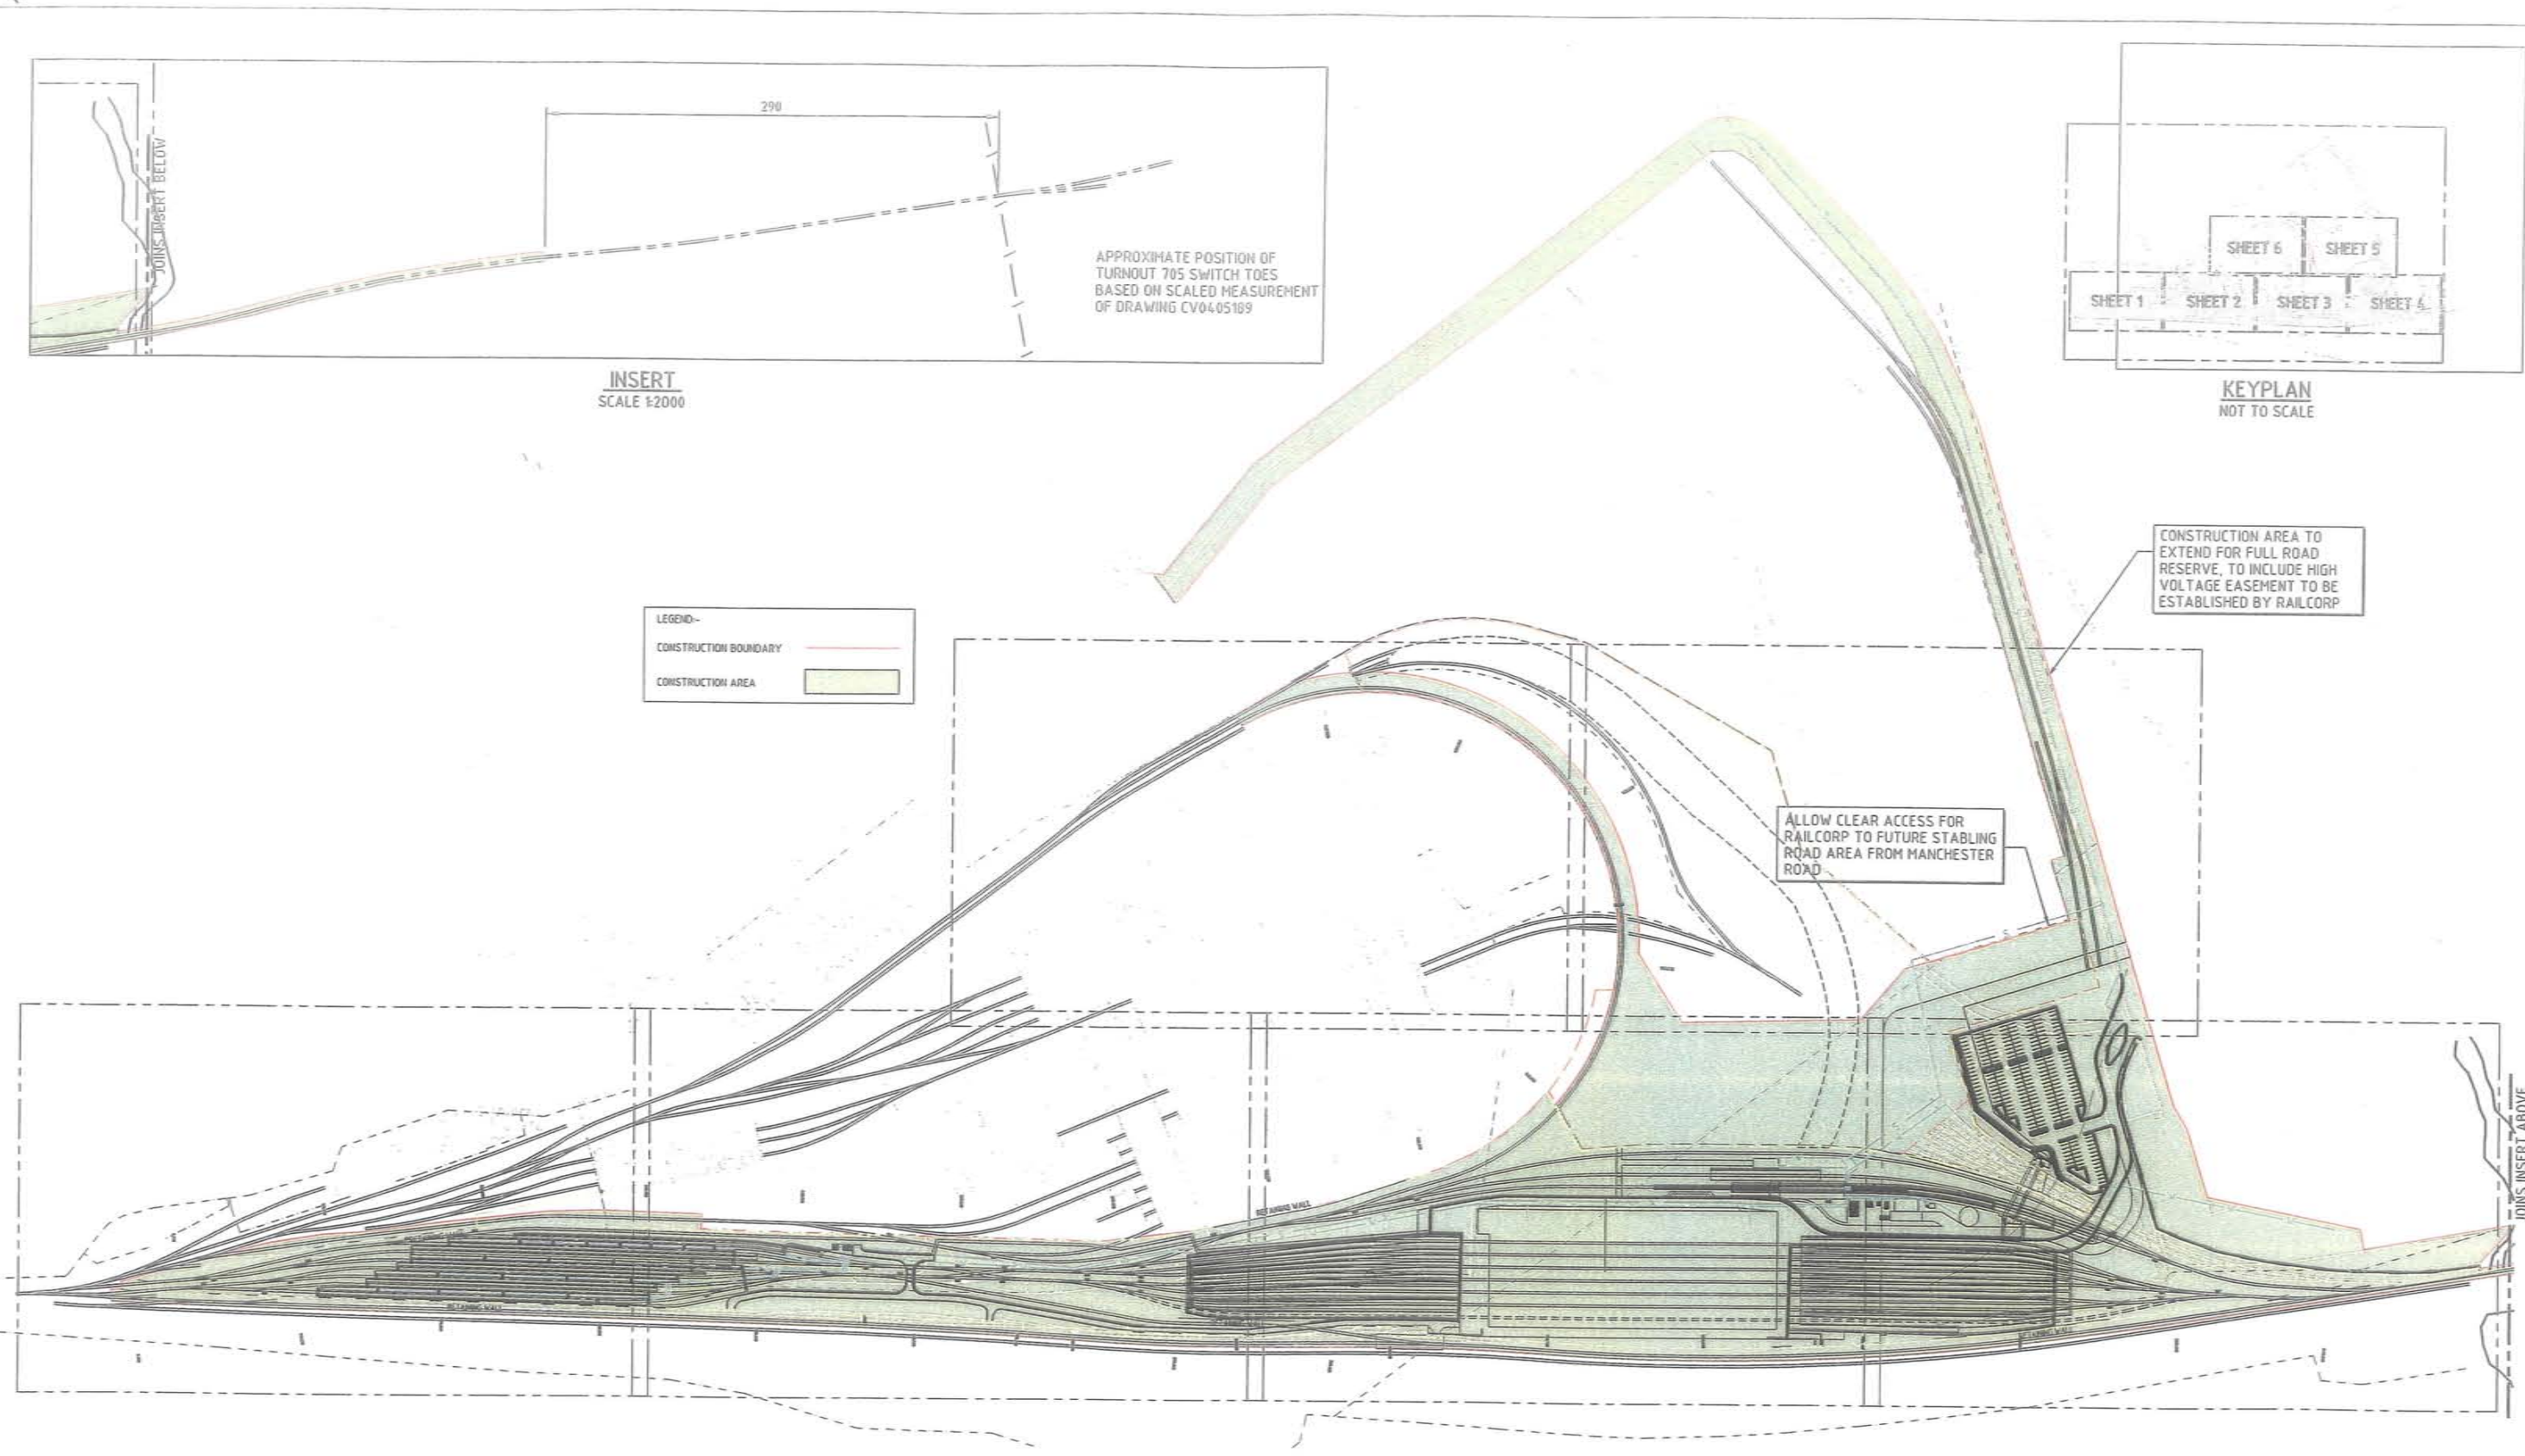 290
JOINS INSERT BELOW
APPROXIMATE POSITION OF
TURNOUT 705 SWITCH TOES
BASED ON SCALED MEASUREMENT
OF DRAWING CV0405189
INSERT
SCALE 1:2000
SHEET 6
SHEET 5
SHEET 1
SHEET 2
SHEET 3
SHEET 4
KEYPLAN
NOT TO SCALE
CONSTRUCTION AREA TO
EXTEND FOR FULL ROAD
RESERVE, TO INCLUDE HIGH
VOLTAGE EASEMENT TO BE
ESTABLISHED BY RAILCORP
LEGEND:-
CONSTRUCTION BOUNDARY
CONSTRUCTION AREA
ALLOW CLEAR ACCESS FOR
RAILCORP TO FUTURE STABLING
ROAD AREA FROM MANCHESTER
ROAD
JOINS INSERT ABOVE
RETAINING WALL
RETAINING WALL